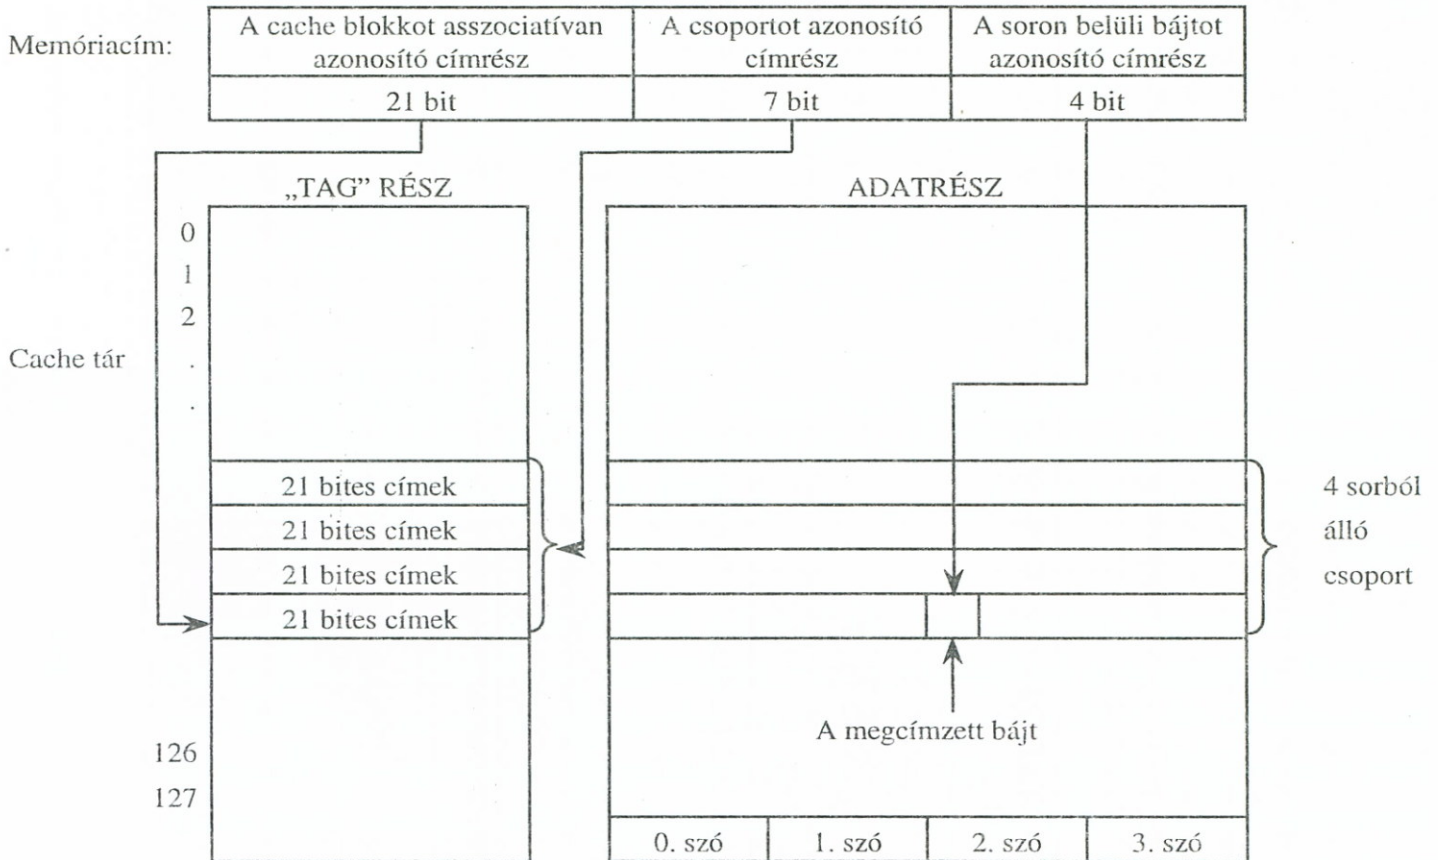 Memóriacím:
A cache blokkot asszociatívan
azonosító címrész
A csoportot azonosító
címrész
A soron belüli bájtot
azonosító címrész
21 bit
7 bit
4 bit
„TAG” RÉSZ
ADATRÉSZ
0
1
2
Cache tár
.
.
21 bites címek
21 bites címek
21 bites címek
21 bites címek
4 sorból
álló
csoport
A megcímzett bájt
126
127
0. szó
1. szó
2. szó
3. szó